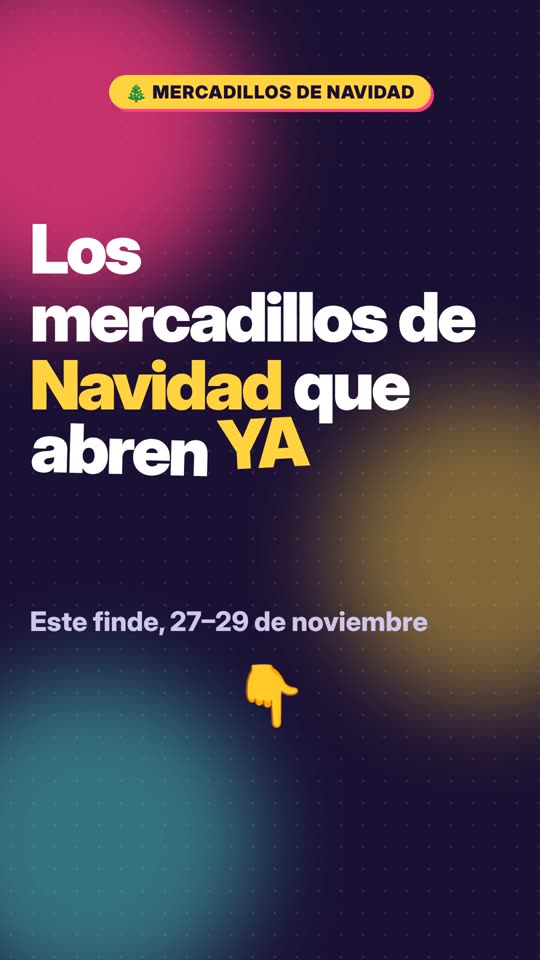 🎄 MERCADILLOS DE NAVIDAD
Los
mercadillos de
Navidad que
abren YA
Este finde, 27–29 de noviembre
👇